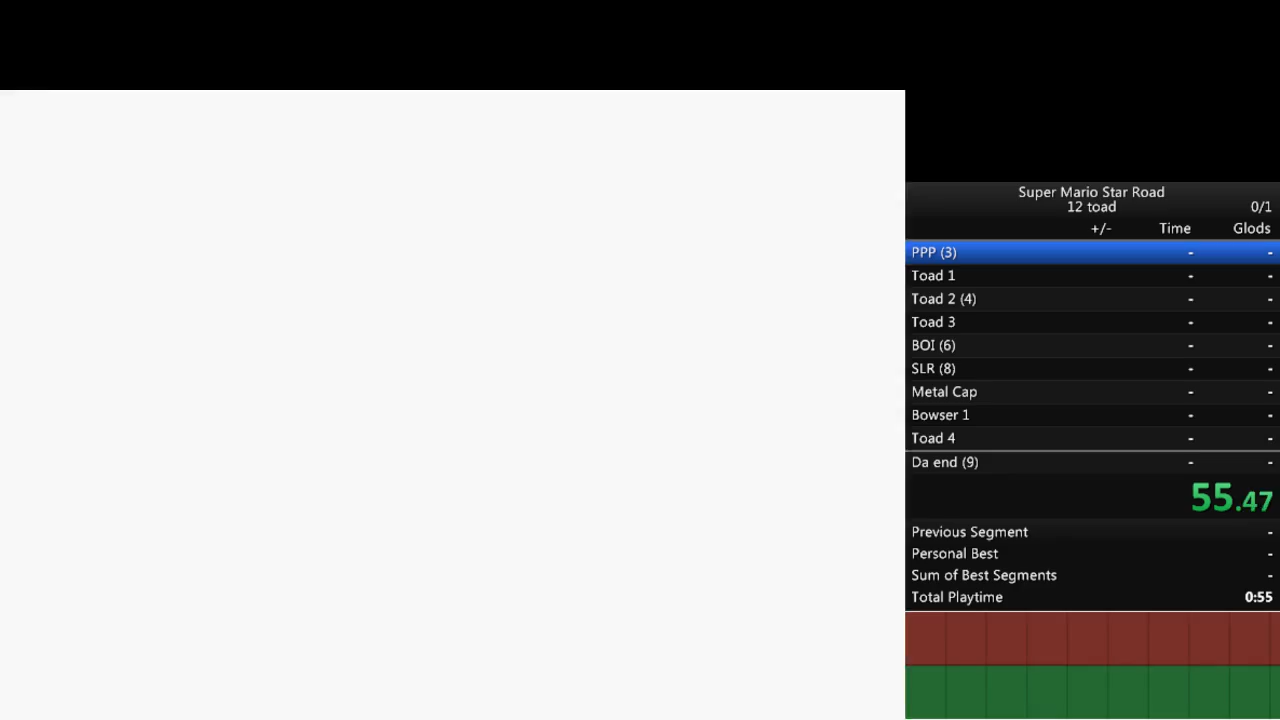 Super Mario Star Road
12 toad 0/1
+/- Time Glods
PPP (3) - -
Toad 1 - -
Toad 2 (4) - -
Toad 3 - -
BOI (6) - -
SLR (8) - -
Metal Cap - -
Bowser 1 - -
Toad 4 - -
Da end (9) - -
55.47
Previous Segment -
Personal Best -
Sum of Best Segments -
Total Playtime 0:55